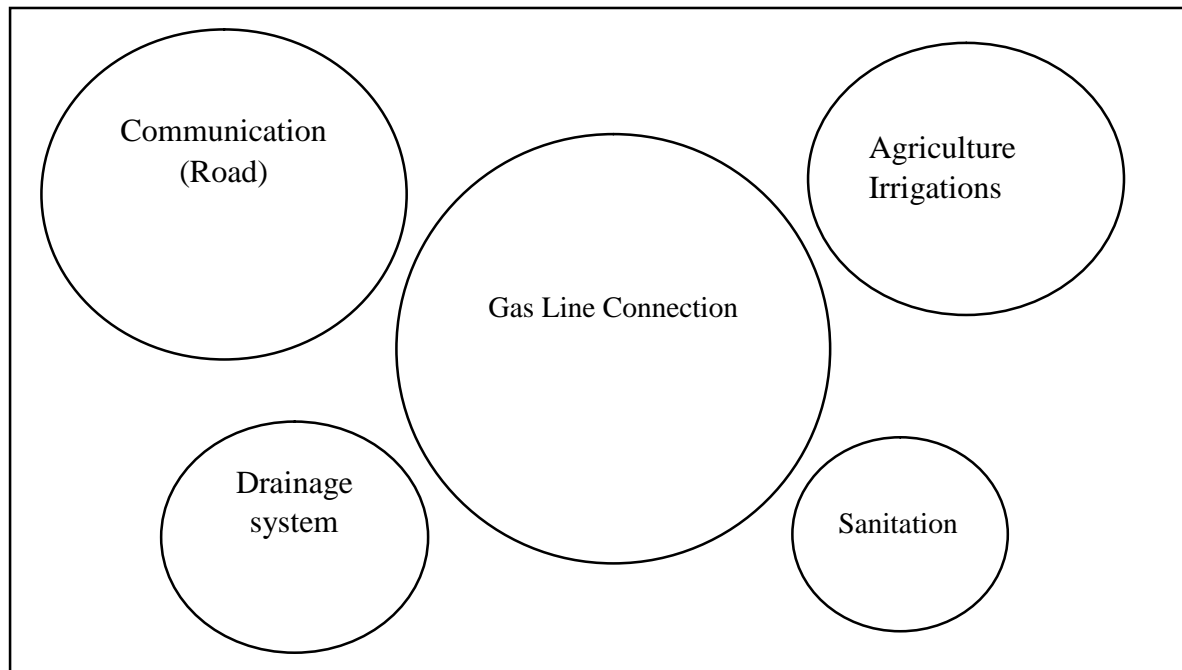 Communication
(Road)
Agriculture
Irrigations
Gas Line Connection
Drainage
system
Sanitation